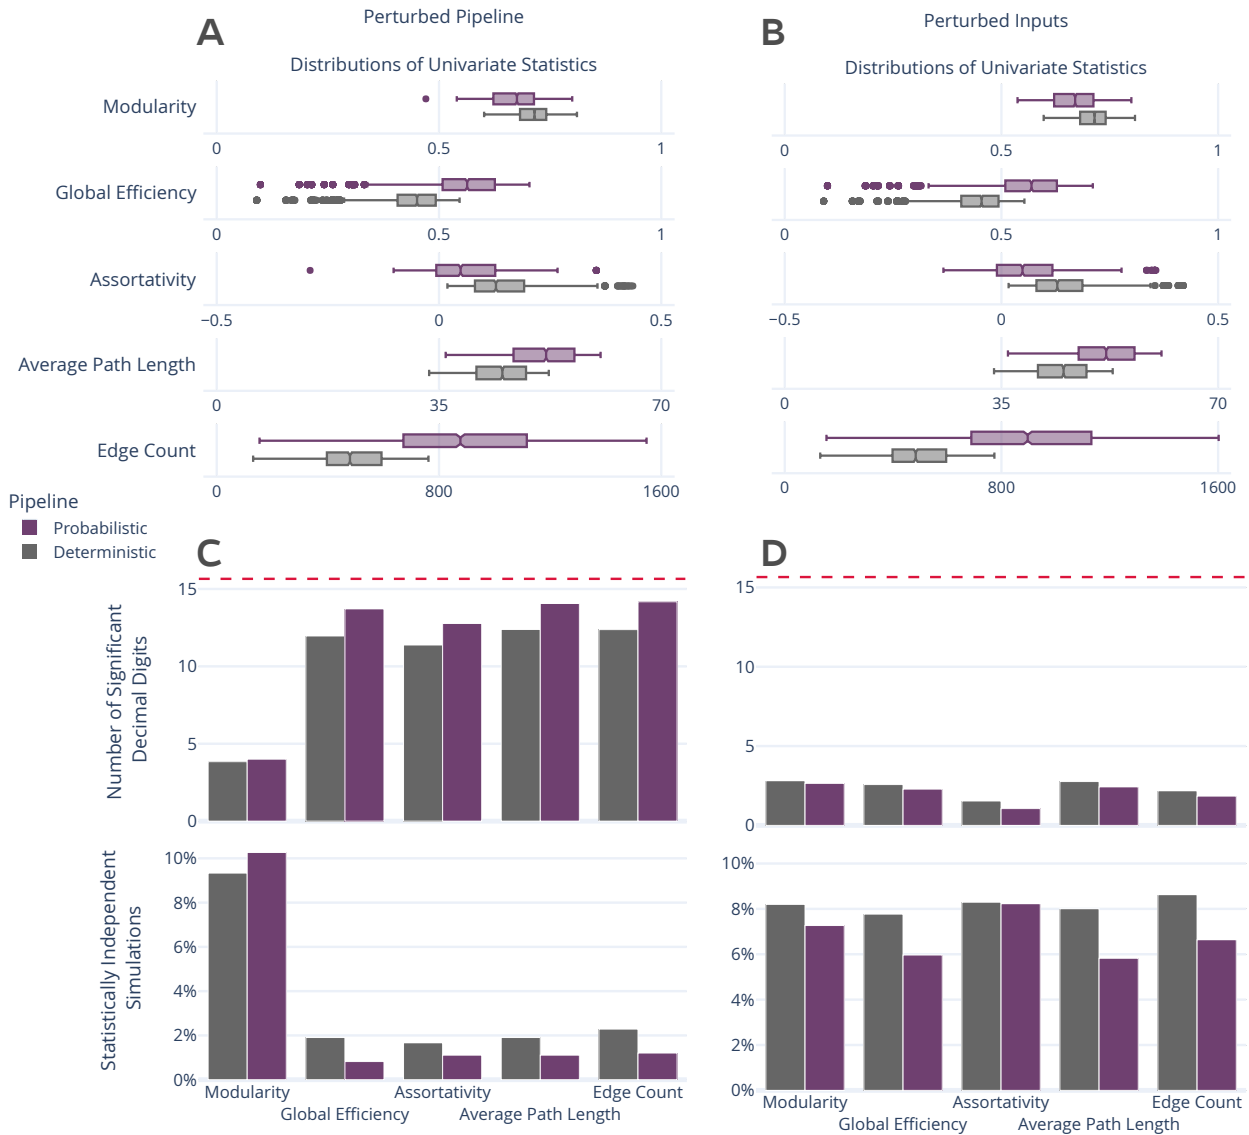 A
Perturbed Pipeline
Distributions of Univariate Statistics
Modularity
0 0.5 1
Global Efficiency
0 0.5 1
Assortativity
−0.5 0 0.5
Average Path Length
0 35 70
Edge Count
0 800 1600
B
Perturbed Inputs
Distributions of Univariate Statistics
0 0.5 1
0 0.5 1
−0.5 0 0.5
0 35 70
0 800 1600
Pipeline
Probabilistic
Deterministic
C
Number of Significant
Decimal Digits
15
10
5
0
Statistically Independent
Simulations
10%
8%
6%
4%
2%
0%
Modularity
Global Efficiency
Assortativity
Average Path Length
Edge Count
D
15
10
5
0
10%
8%
6%
4%
2%
0%
Modularity
Global Efficiency
Assortativity
Average Path Length
Edge Count